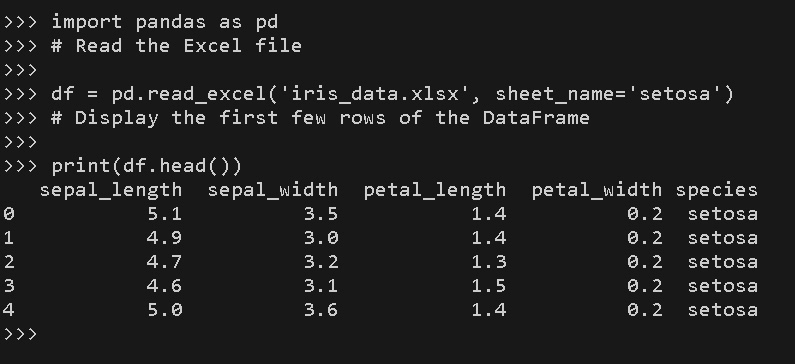 >>> import pandas as pd
>>> # Read the Excel file
>>>
>>> df = pd.read_excel('iris_data.xlsx', sheet_name='setosa')
>>> # Display the first few rows of the DataFrame
>>>
>>> print(df.head())
   sepal_length  sepal_width  petal_length  petal_width species
0           5.1          3.5           1.4          0.2  setosa
1           4.9          3.0           1.4          0.2  setosa
2           4.7          3.2           1.3          0.2  setosa
3           4.6          3.1           1.5          0.2  setosa
4           5.0          3.6           1.4          0.2  setosa
>>>